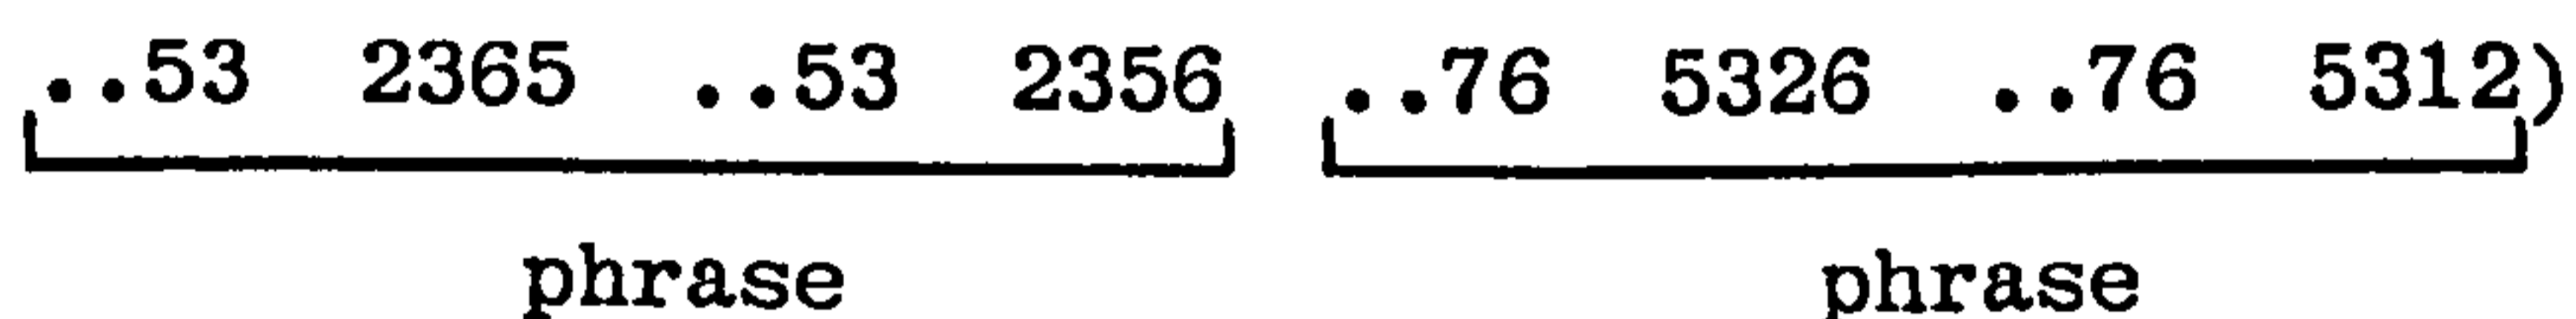 ..53 2365 ..53 2356 ..76 5326 ..76 5312)
phrase phrase